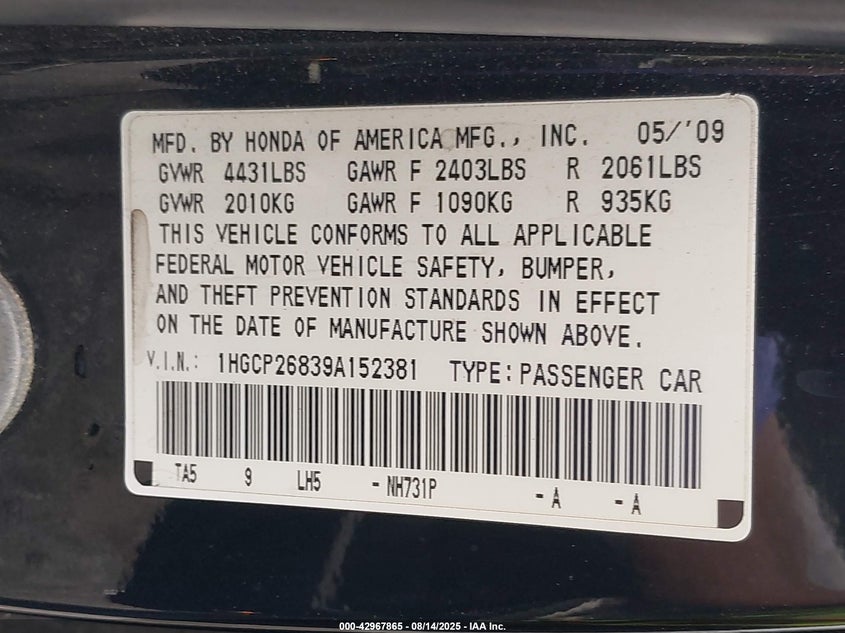 MFD. BY HONDA OF AMERICA MFG., INC. 05/'09
GVWR 4431LBS GAWR F 2403LBS R 2061LBS
GVWR 2010KG GAWR F 1090KG R 935KG
THIS VEHICLE CONFORMS TO ALL APPLICABLE
FEDERAL MOTOR VEHICLE SAFETY, BUMPER,
AND THEFT PREVENTION STANDARDS IN EFFECT
ON THE DATE OF MANUFACTURE SHOWN ABOVE.
V.I.N.: 1HGCP26839A152381 TYPE:PASSENGER CAR
TA5 9 LH5 -NH731P -A -A
000-42967865 - 08/14/2025 - IAA Inc.